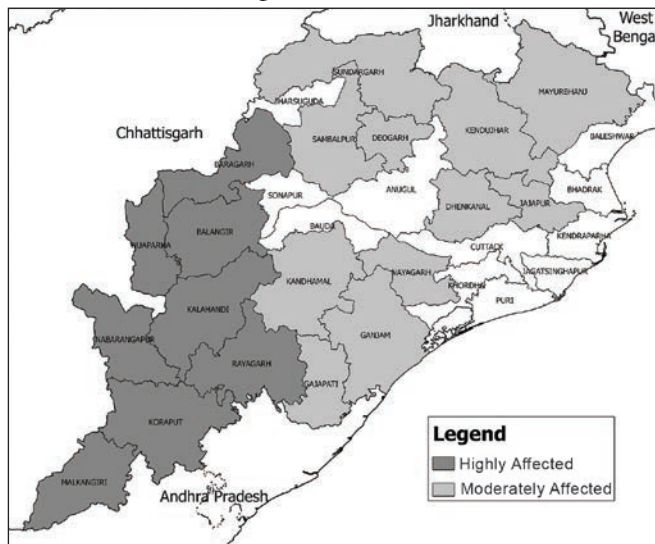 Jharkhand
West
Bengal
SUNDARGARH
MAYURBHANJ
JHARSUGUDA
KENDUJHAR
Chhattisgarh
SAMBALPUR
DEOGARH
BALESHWAR
BARAGARH
ANUGUL
BHADRAK
SONAPUR
DHENKANAL
JAJAPUR
BALANGIR
BAUDA
KENDRAPARHA
NUAPARHA
CUTTACK
NAYAGARH
JAGATSINGHAPUR
KANDHAMAL
KHORDHA
PURI
KALAHANDI
GANJAM
NABARANGAPUR
RAYAGARH
GAJAPATI
KORAPUT
Legend
Highly Affected
Moderately Affected
MALKANGIRI
Andhra Pradesh